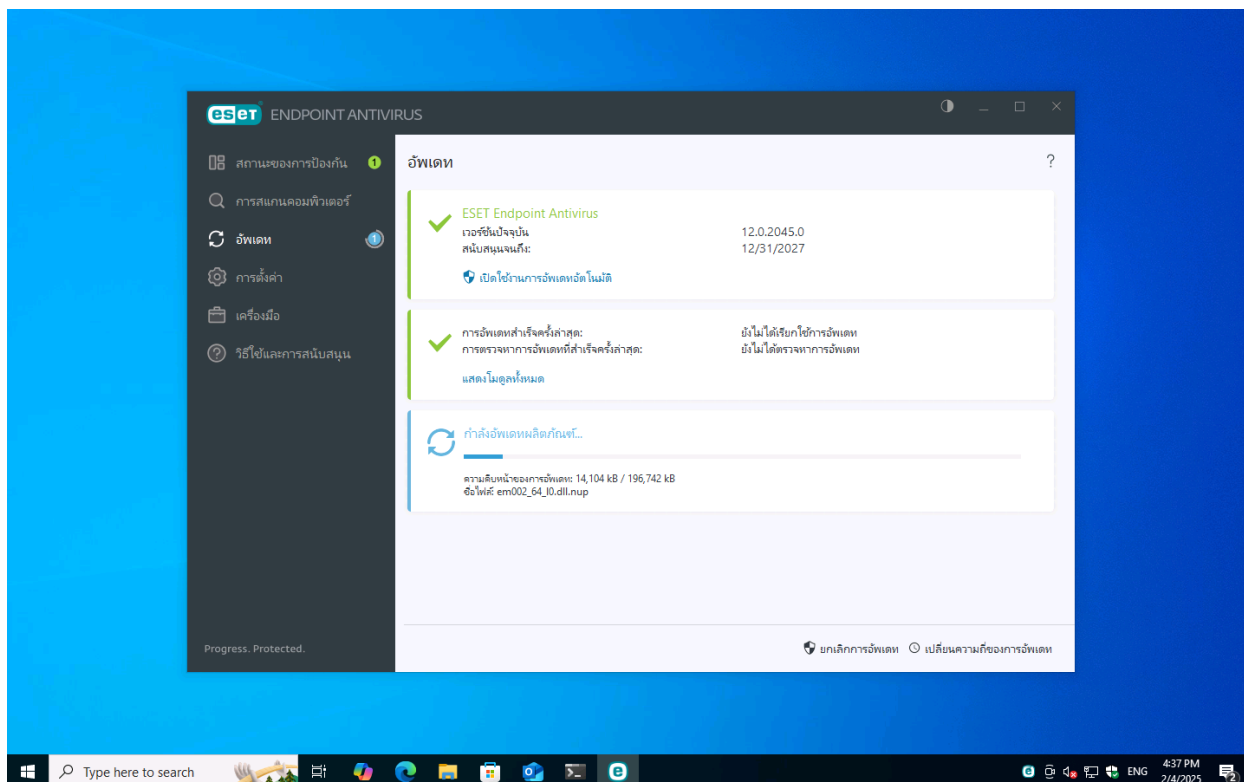 eset ENDPOINT ANTIVIRUS
สถานะของการป้องกัน 1
การสแกนคอมพิวเตอร์
อัพเดท 1
การตั้งค่า
เครื่องมือ
วิธีใช้และการสนับสนุน
Progress. Protected.
อัพเดท ?
ESET Endpoint Antivirus
เวอร์ชันปัจจุบัน 12.0.2045.0
สนับสนุนจนถึง: 12/31/2027
เปิดใช้งานการอัพเดทอัตโนมัติ
การอัพเดทสำเร็จครั้งล่าสุด: ยังไม่ได้เรียกใช้การอัพเดท
การตรวจหาการอัพเดทที่สำเร็จครั้งล่าสุด: ยังไม่ได้ตรวจหาการอัพเดท
แสดงโมดูลทั้งหมด
กำลังอัพเดทผลิตภัณฑ์...
ความคืบหน้าของการอัพเดท: 14,104 kB / 196,742 kB
ชื่อไฟล์: em002_64_l0.dll.nup
ยกเลิกการอัพเดท เปลี่ยนความถี่ของการอัพเดท
Type here to search
ENG
4:37 PM
2/4/2025
2